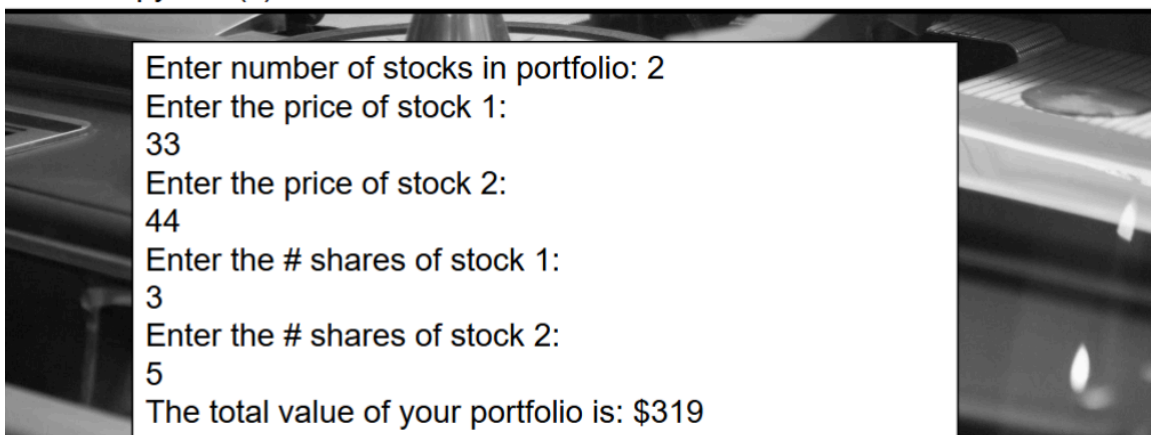 Enter number of stocks in portfolio: 2
Enter the price of stock 1:
33
Enter the price of stock 2:
44
Enter the # shares of stock 1:
3
Enter the # shares of stock 2:
5
The total value of your portfolio is: $319